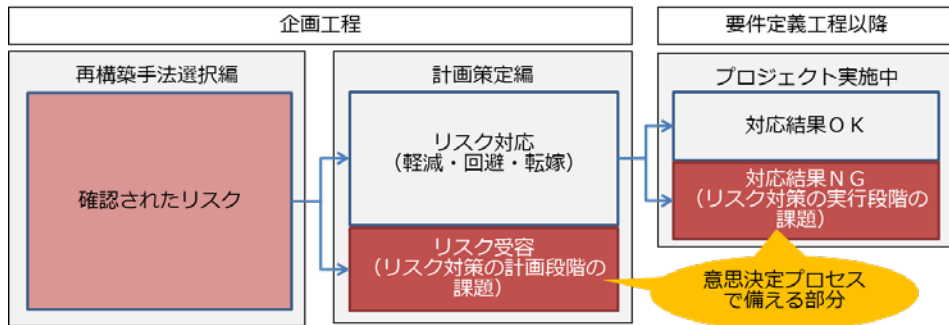 企画工程
要件定義工程以降
再構築手法選択編
計画策定編
プロジェクト実施中
確認されたリスク
リスク対応
（軽減・回避・転嫁）
リスク受容
（リスク対策の計画段階の
課題）
対応結果ＯＫ
対応結果ＮＧ
（リスク対策の実行段階の
課題）
意思決定プロセス
で備える部分